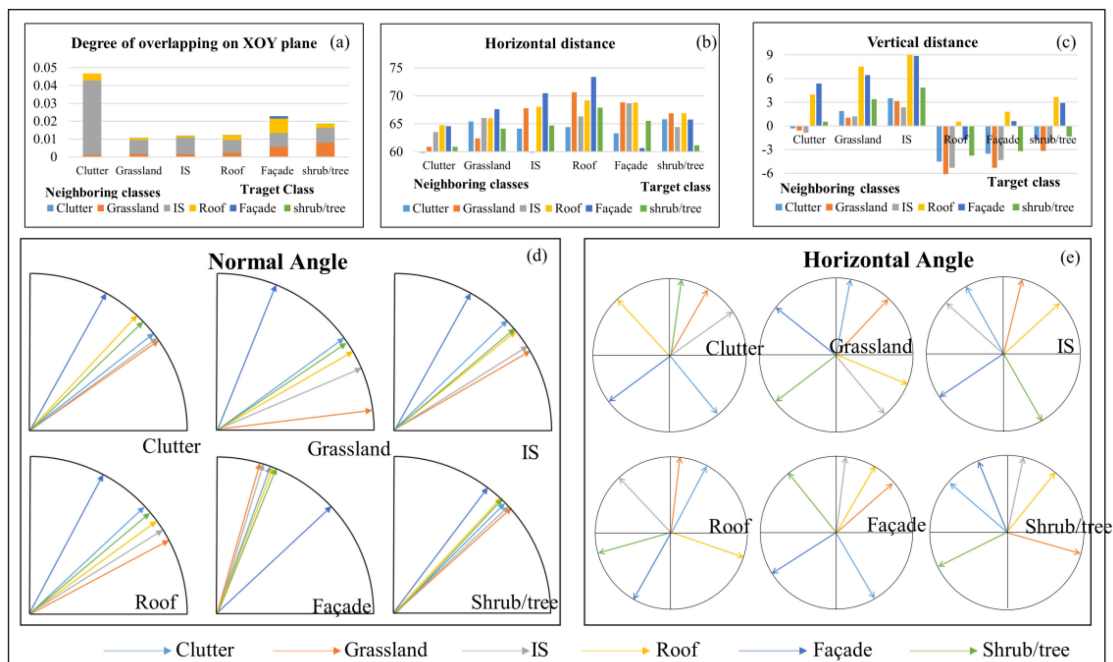 Degree of overlapping on XOY plane (a)
0.05
0.04
0.03
0.02
0.01
0
Clutter Grassland IS Roof Façade shrub/tree
Neighboring classes Traget Class
Clutter Grassland IS Roof Façade shrub/tree
Horizontal distance (b)
75
70
65
60
Clutter Grassland IS Roof Façade shrub/tree
Neighboring classes Target class
Clutter Grassland IS Roof Façade shrub/tree
Vertical distance (c)
9
6
3
0
-3
-6
Clutter Grassland IS Roof Façade shrub/tree
Neighboring classes Target class
Clutter Grassland IS Roof Façade shrub/tree
Normal Angle (d)
Clutter Grassland IS
Roof Façade Shrub/tree
Horizontal Angle (e)
Clutter Grassland IS
Roof Façade Shrub/tree
Clutter Grassland IS Roof Façade Shrub/tree